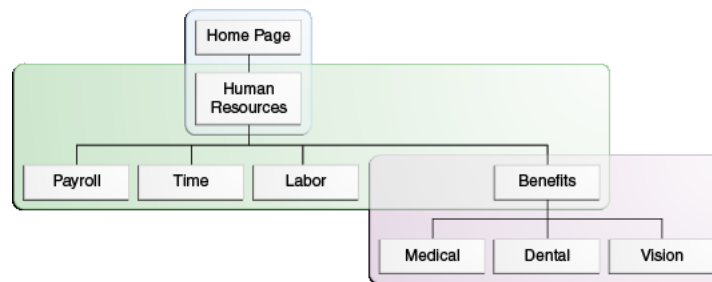 Home Page
Human
Resources
Payroll
Time
Labor
Benefits
Medical
Dental
Vision